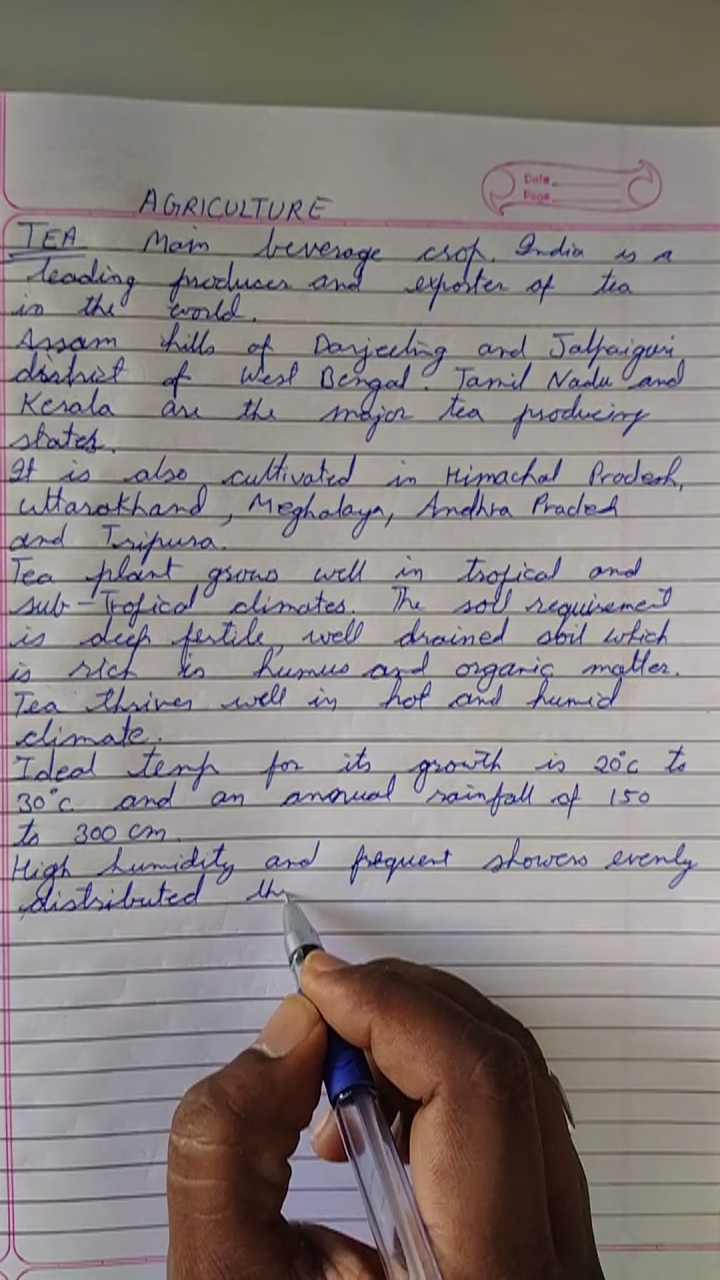 Date
Page
AGRICULTURE
TEA Main beverage crop. India is a
leading producer and exporter of tea
in the world.
Assam hills of Darjeeling and Jalpaiguri
district of West Bengal. Tamil Nadu and
Kerala are the major tea producing
states.
It is also cultivated in Himachal Pradesh,
Uttarakhand, Meghalaya, Andhra Pradesh
and Tripura.
Tea plant grows well in tropical and
sub-Tropical climates. The soil requirement
is deep fertile, well drained soil which
is rich in humus and organic matter.
Tea thrives well in hot and humid
climate.
Ideal temp for its growth is 20°c to
30°c and an annual rainfall of 150
to 300 cm.
High humidity and frequent showers evenly
distributed th